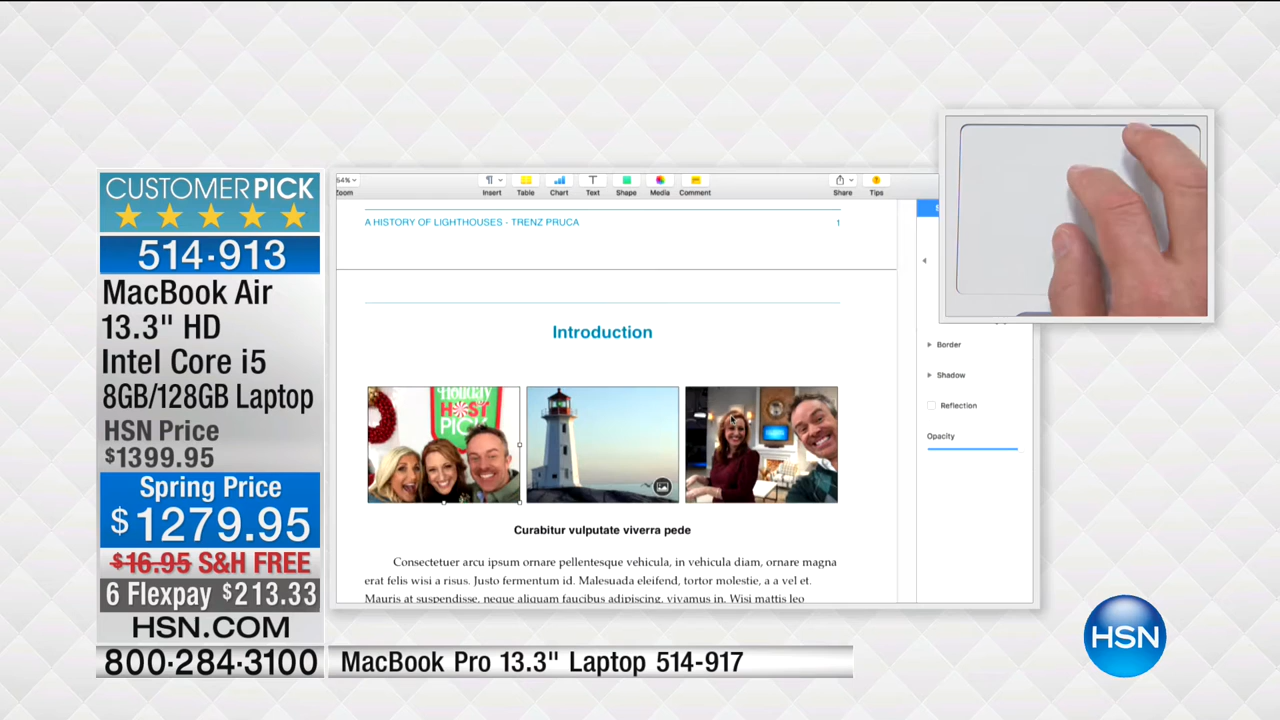 CUSTOMERPICK
514-913
MacBook Air
13.3" HD
Intel Core i5
8GB/128GB Laptop
HSN Price
$1399.95
Spring Price
$1279.95
$16.95 S&H FREE
6 Flexpay $213.33
HSN.COM
800-284-3100
Zoom
Insert
Table
Chart
Text
Shape
Media
Comment
Share
Tips
A HISTORY OF LIGHTHOUSES - TRENZ PRUCA
1
Introduction
Holiday
HOST
PICK
Curabitur vulputate viverra pede
Consectetuer arcu ipsum ornare pellentesque vehicula, in vehicula diam, ornare magna
erat felis wisi a risus. Justo fermentum id. Malesuada eleifend, tortor molestie, a a vel et.
Mauris at suspendisse, neque aliquam faucibus adipiscing, vivamus in. Wisi mattis leo
Border
Shadow
Reflection
Opacity
MacBook Pro 13.3" Laptop 514-917
HSN